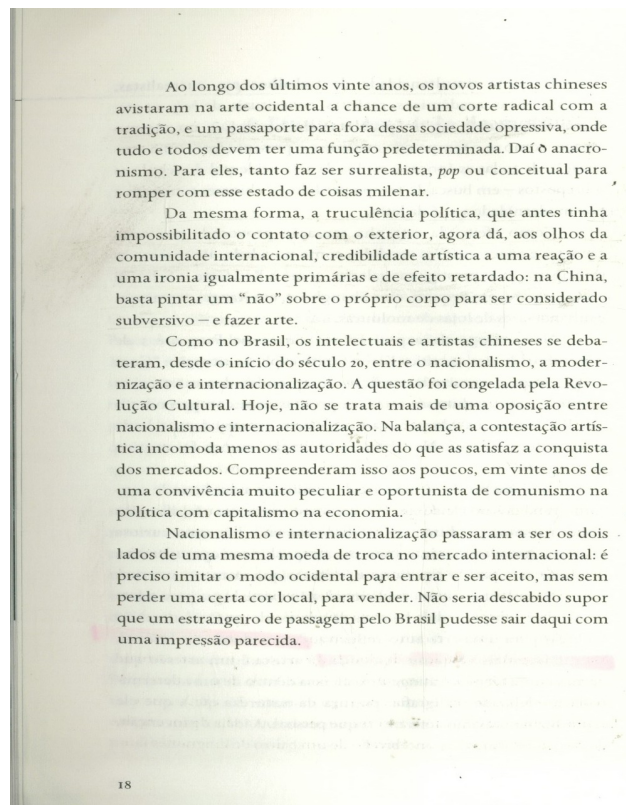 Ao longo dos últimos vinte anos, os novos artistas chineses
avistaram na arte ocidental a chance de um corte radical com a
tradição, e um passaporte para fora dessa sociedade opressiva, onde
tudo e todos devem ter uma função predeterminada. Daí o anacro-
nismo. Para eles, tanto faz ser surrealista, pop ou conceitual para
romper com esse estado de coisas milenar.
Da mesma forma, a truculência política, que antes tinha
impossibilitado o contato com o exterior, agora dá, aos olhos da
comunidade internacional, credibilidade artística a uma reação e a
uma ironia igualmente primárias e de efeito retardado: na China,
basta pintar um “não” sobre o próprio corpo para ser considerado
subversivo — e fazer arte.
Como no Brasil, os intelectuais e artistas chineses se deba-
teram, desde o início do século 20, entre o nacionalismo, a moder-
nização e a internacionalização. A questão foi congelada pela Revo-
lução Cultural. Hoje, não se trata mais de uma oposição entre
nacionalismo e internacionalização. Na balança, a contestação artís-
tica incomoda menos as autoridades do que as satisfaz a conquista
dos mercados. Compreenderam isso aos poucos, em vinte anos de
uma convivência muito peculiar e oportunista de comunismo na
política com capitalismo na economia.
Nacionalismo e internacionalização passaram a ser os dois
lados de uma mesma moeda de troca no mercado internacional: é
preciso imitar o modo ocidental para entrar e ser aceito, mas sem
perder uma certa cor local, para vender. Não seria descabido supor
que um estrangeiro de passagem pelo Brasil pudesse sair daqui com
uma impressão parecida.
18